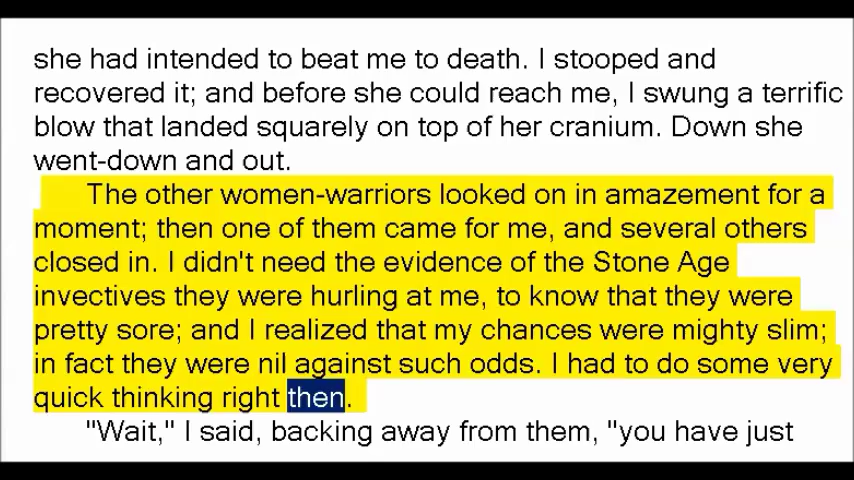 she had intended to beat me to death. I stooped and
recovered it; and before she could reach me, I swung a terrific
blow that landed squarely on top of her cranium. Down she
went-down and out.
The other women-warriors looked on in amazement for a
moment; then one of them came for me, and several others
closed in. I didn't need the evidence of the Stone Age
invectives they were hurling at me, to know that they were
pretty sore; and I realized that my chances were mighty slim;
in fact they were nil against such odds. I had to do some very
quick thinking right then.
"Wait," I said, backing away from them, "you have just